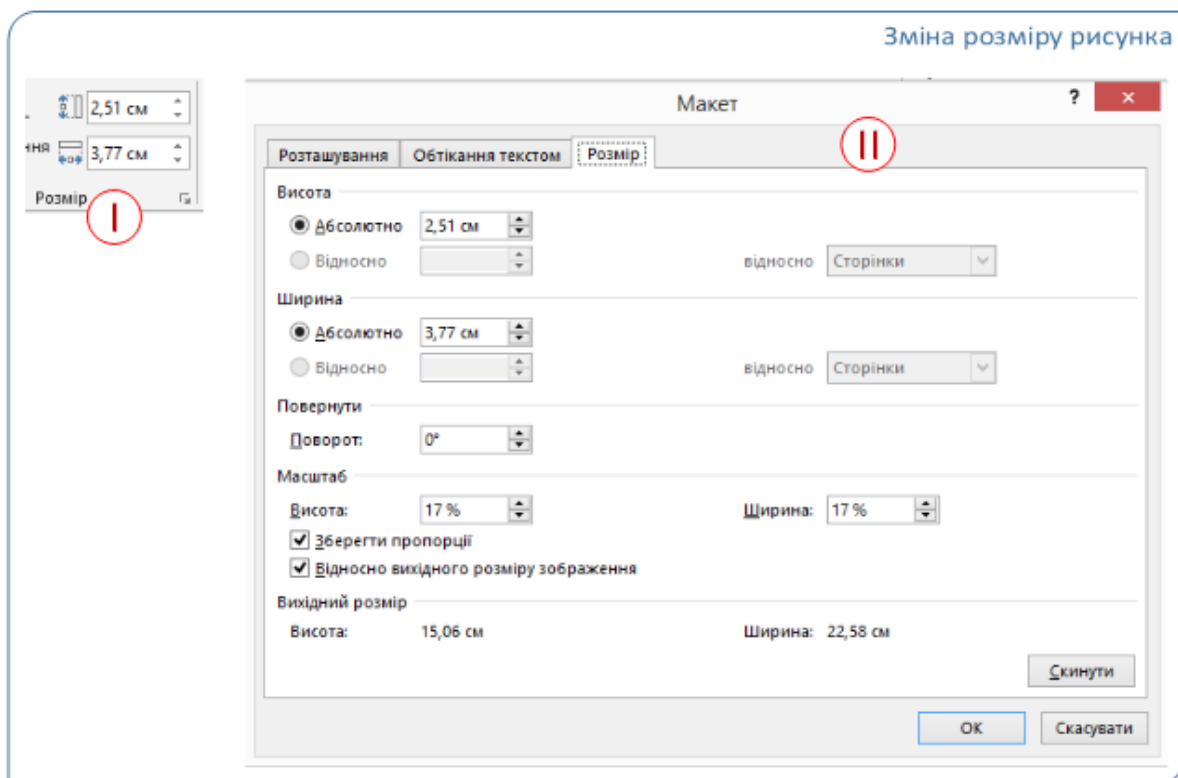 Зміна розміру рисунка
2,51 см
ння 3,77 см
Розмір
I
Макет ? ×
II
Розташування Обтікання текстом Розмір
Висота
Абсолютно 2,51 см
Відносно відносно Сторінки
Ширина
Абсолютно 3,77 см
Відносно відносно Сторінки
Повернути
Поворот: 0°
Масштаб
Висота: 17 % Ширина: 17 %
Зберегти пропорції
Відносно вихідного розміру зображення
Вихідний розмір
Висота: 15,06 см Ширина: 22,58 см
Скинути
ОК Скасувати